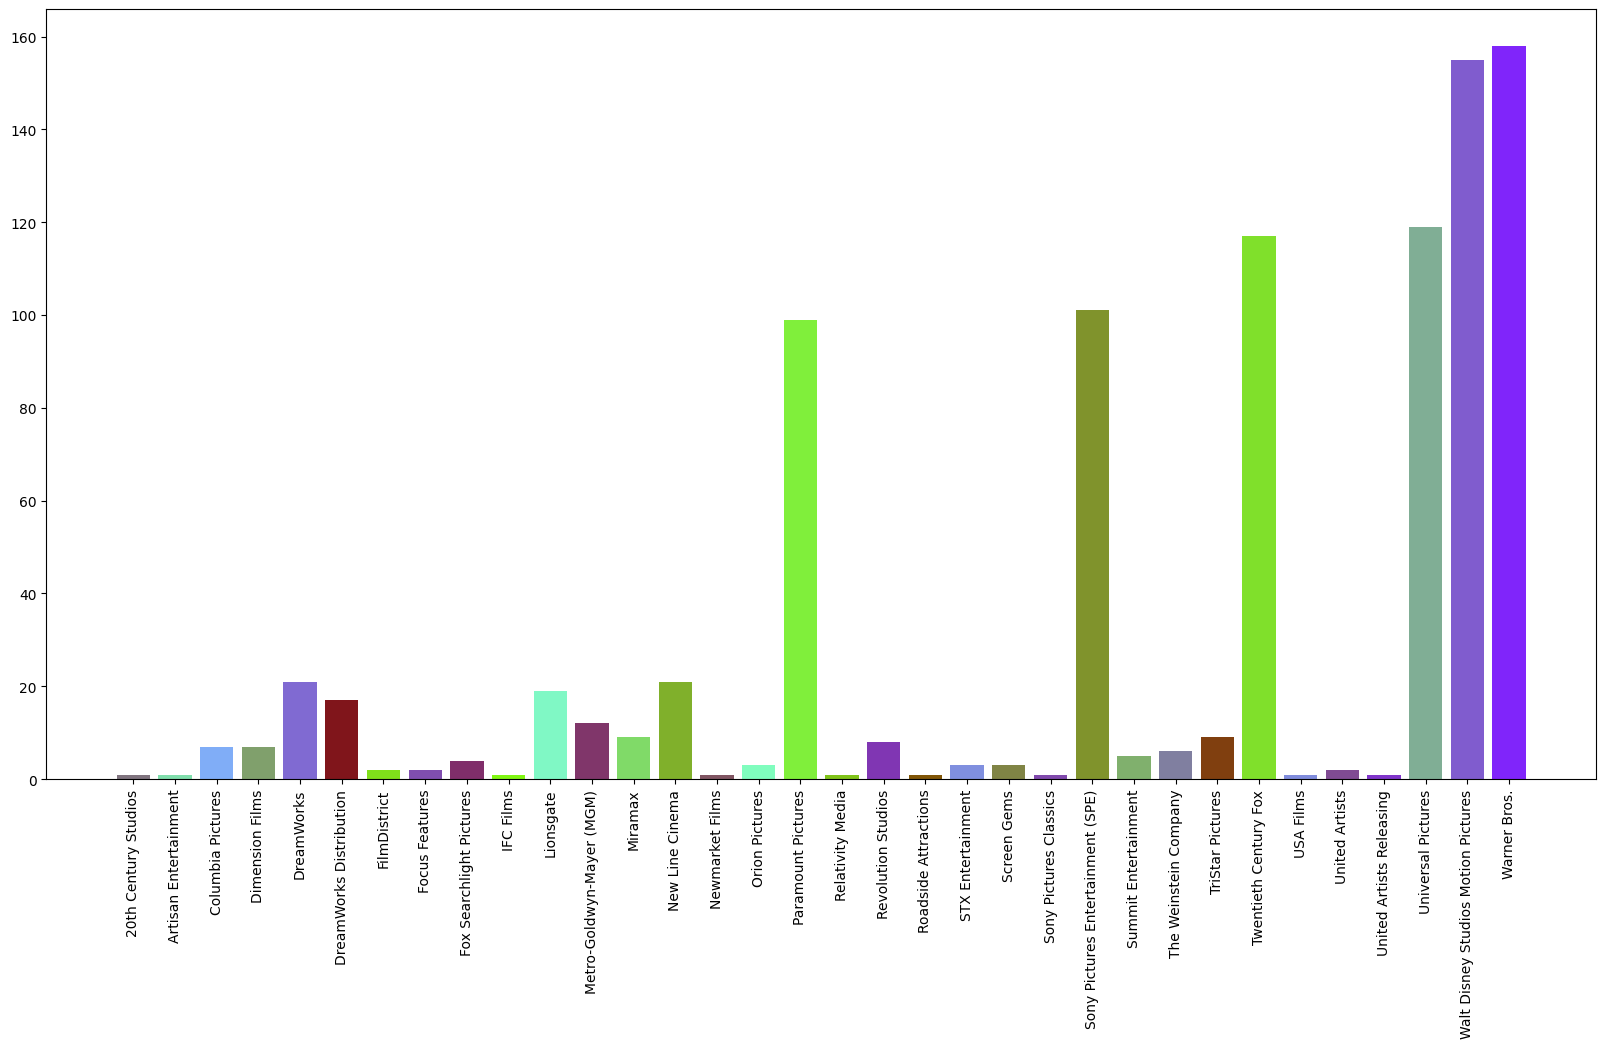 160
140
120
100
80
60
40
20
0
20th Century Studios
Artisan Entertainment
Columbia Pictures
Dimension Films
DreamWorks
DreamWorks Distribution
FilmDistrict
Focus Features
Fox Searchlight Pictures
IFC Films
Lionsgate
Metro-Goldwyn-Mayer (MGM)
Miramax
New Line Cinema
Newmarket Films
Orion Pictures
Paramount Pictures
Relativity Media
Revolution Studios
Roadside Attractions
STX Entertainment
Screen Gems
Sony Pictures Classics
Sony Pictures Entertainment (SPE)
Summit Entertainment
The Weinstein Company
TriStar Pictures
Twentieth Century Fox
USA Films
United Artists
United Artists Releasing
Universal Pictures
Walt Disney Studios Motion Pictures
Warner Bros.